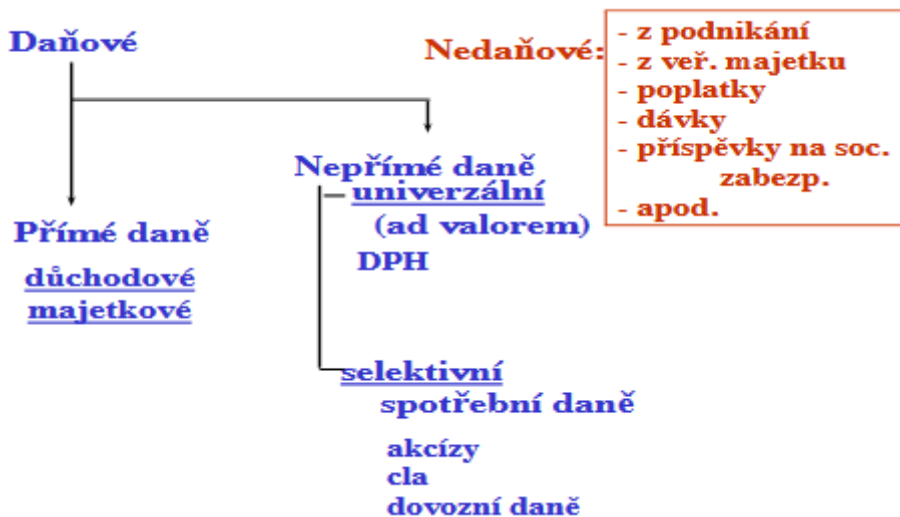 Daňové
Přímé daně
důchodové
majetkové
Nepřímé daně
univerzální
(ad valorem)
DPH
selektivní
spotřební daně
akcízy
cla
dovozní daně
Nedaňové:
- z podnikání
- z veř. majetku
- poplatky
- dávky
- příspěvky na soc.
zabezp.
- apod.